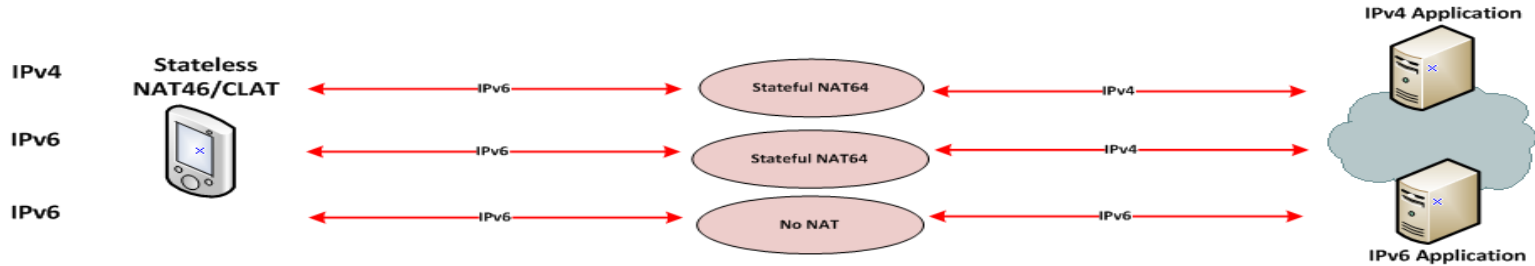 IPv4 Application
IPv4
Stateless
NAT46/CLAT
IPv6
Stateful NAT64
IPv4
IPv6
IPv6
Stateful NAT64
IPv4
IPv6
IPv6
No NAT
IPv6
IPv6 Application